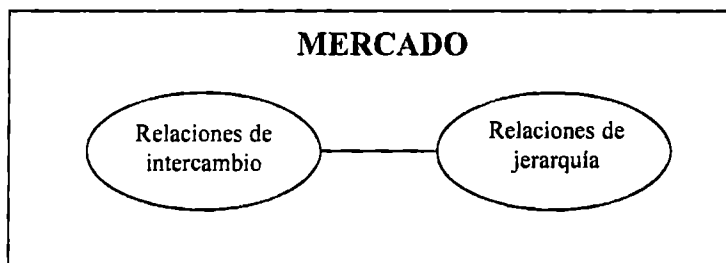 MERCADO
Relaciones de
intercambio
Relaciones de
jerarquía